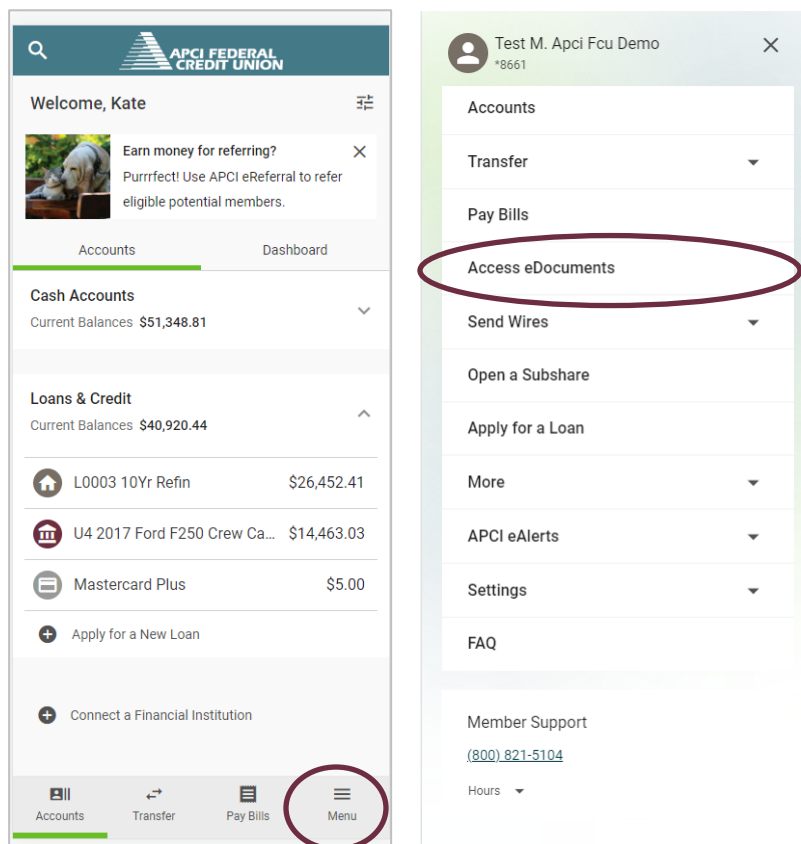 APCI FEDERAL
CREDIT UNION
Welcome, Kate
Earn money for referring?
Purrrfect! Use APCI eReferral to refer
eligible potential members.
Accounts
Dashboard
Cash Accounts
Current Balances $51,348.81
Loans & Credit
Current Balances $40,920.44
L0003 10Yr Refin $26,452.41
U4 2017 Ford F250 Crew Ca... $14,463.03
Mastercard Plus $5.00
Apply for a New Loan
Connect a Financial Institution
Accounts
Transfer
Pay Bills
Menu
Test M. Apci Fcu Demo
*8661
Accounts
Transfer
Pay Bills
Access eDocuments
Send Wires
Open a Subshare
Apply for a Loan
More
APCI eAlerts
Settings
FAQ
Member Support
(800) 821-5104
Hours